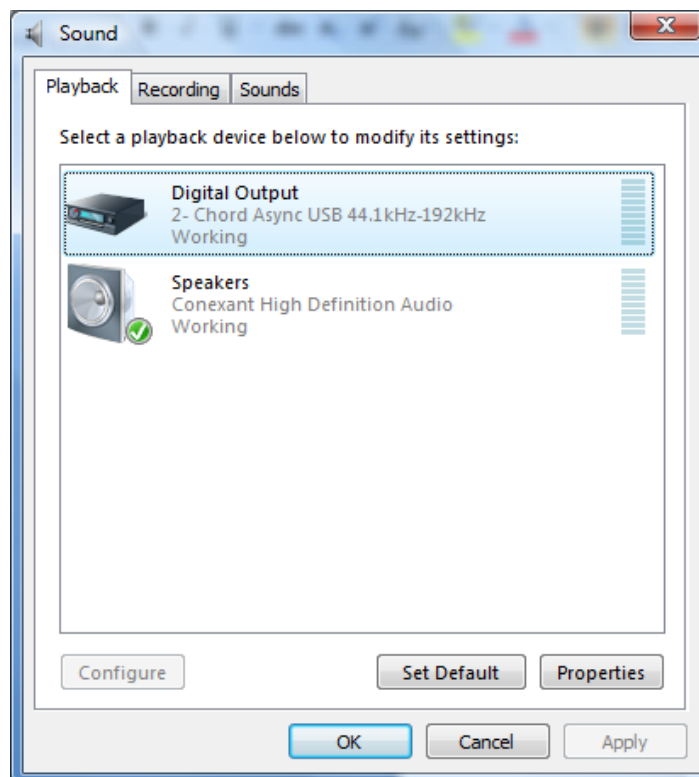 Sound
Playback Recording Sounds
Select a playback device below to modify its settings:
Digital Output
2- Chord Async USB 44.1kHz-192kHz
Working
Speakers
Conexant High Definition Audio
Working
Configure Set Default Properties
OK Cancel Apply